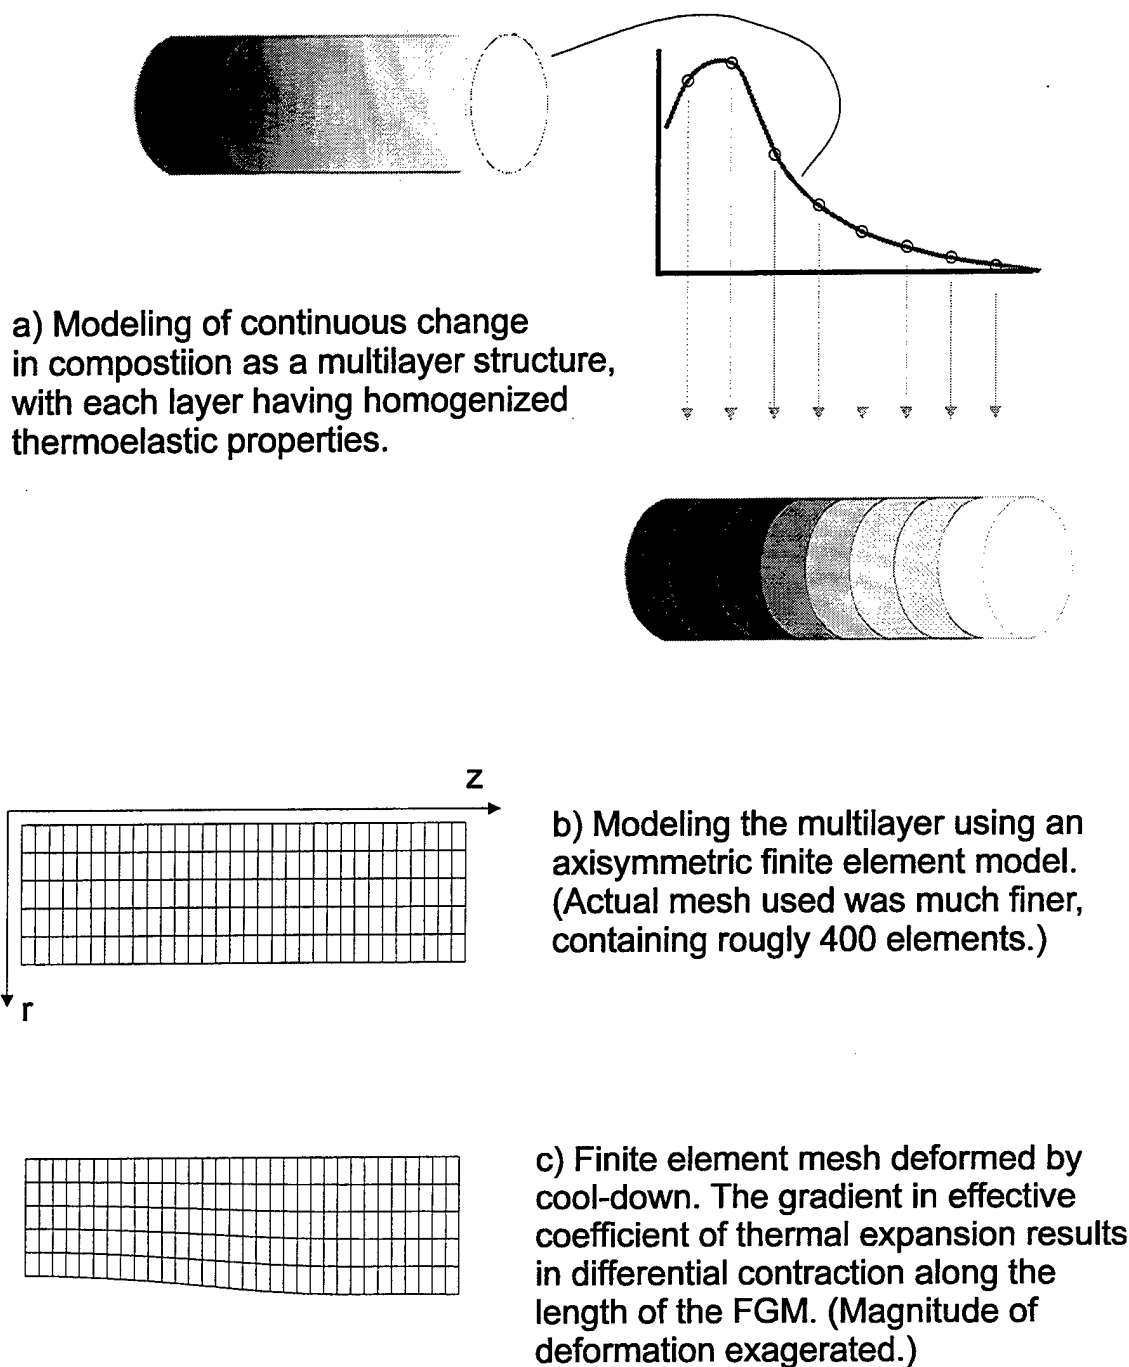 a) Modeling of continuous change
in compostiion as a multilayer structure,
with each layer having homogenized
thermoelastic properties.
z
r
b) Modeling the multilayer using an
axisymmetric finite element model.
(Actual mesh used was much finer,
containing rougly 400 elements.)
c) Finite element mesh deformed by
cool-down. The gradient in effective
coefficient of thermal expansion results
in differential contraction along the
length of the FGM. (Magnitude of
deformation exagerated.)